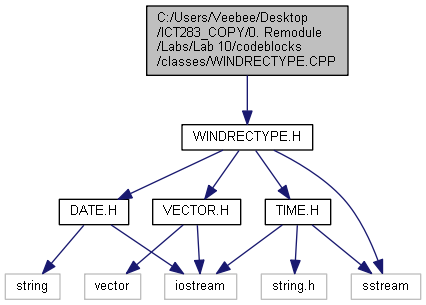 C:/Users/Veebee/Desktop
/ICT283_COPY/0. Remodule
/Labs/Lab 10/codeblocks
/classes/WINDRECTYPE.CPP
WINDRECTYPE.H
DATE.H
VECTOR.H
TIME.H
string
vector
iostream
string.h
sstream